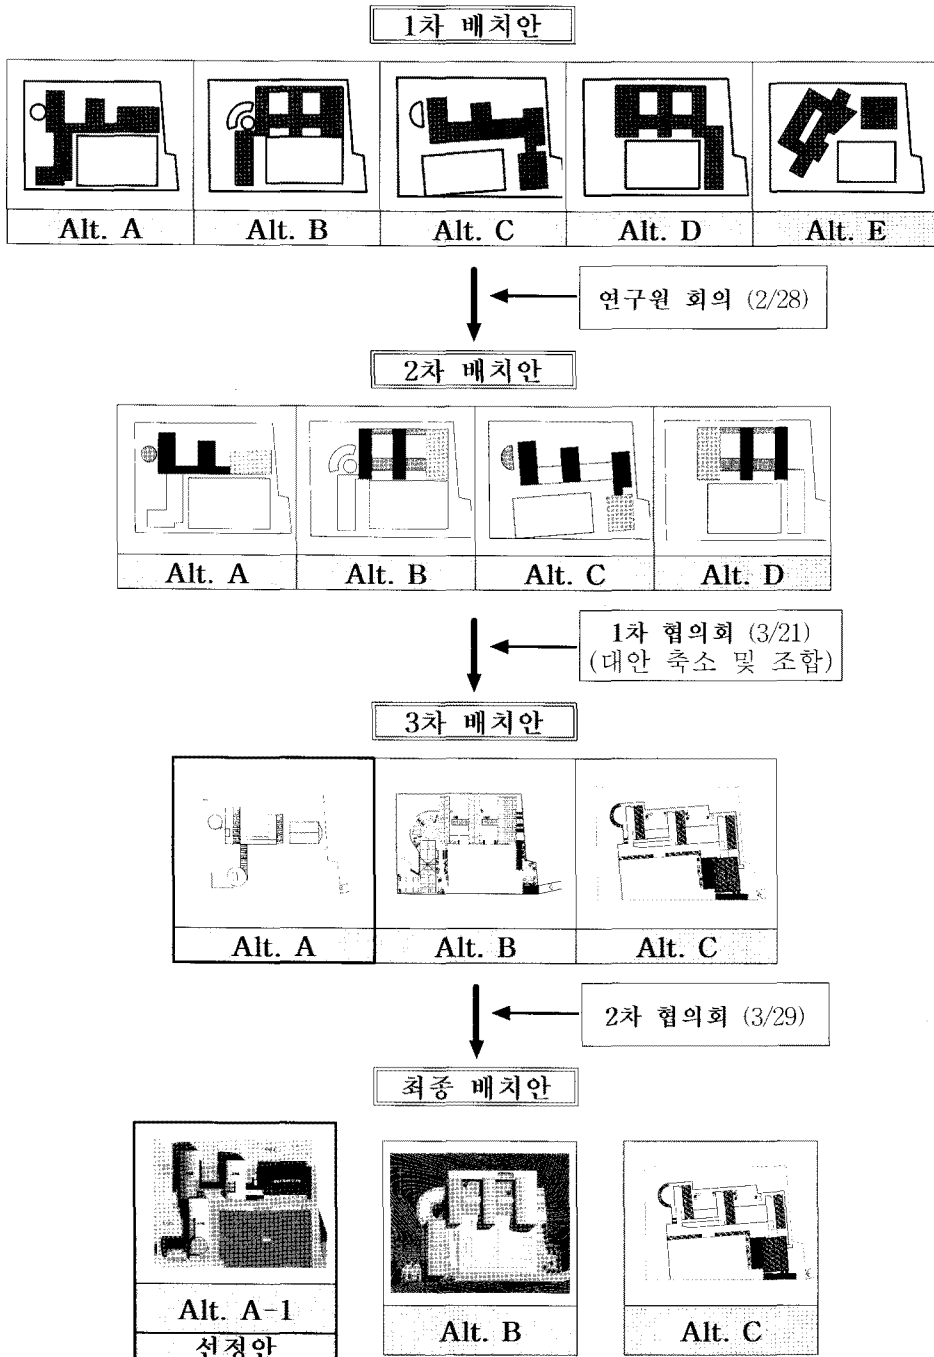 1차 배치안
Alt. A
Alt. B
Alt. C
Alt. D
Alt. E
연구원 회의 (2/28)
2차 배치안
Alt. A
Alt. B
Alt. C
Alt. D
1차 협의회 (3/21)
(대안 축소 및 조합)
3차 배치안
Alt. A
Alt. B
Alt. C
2차 협의회 (3/29)
최종 배치안
Alt. A-1
선정안
Alt. B
Alt. C